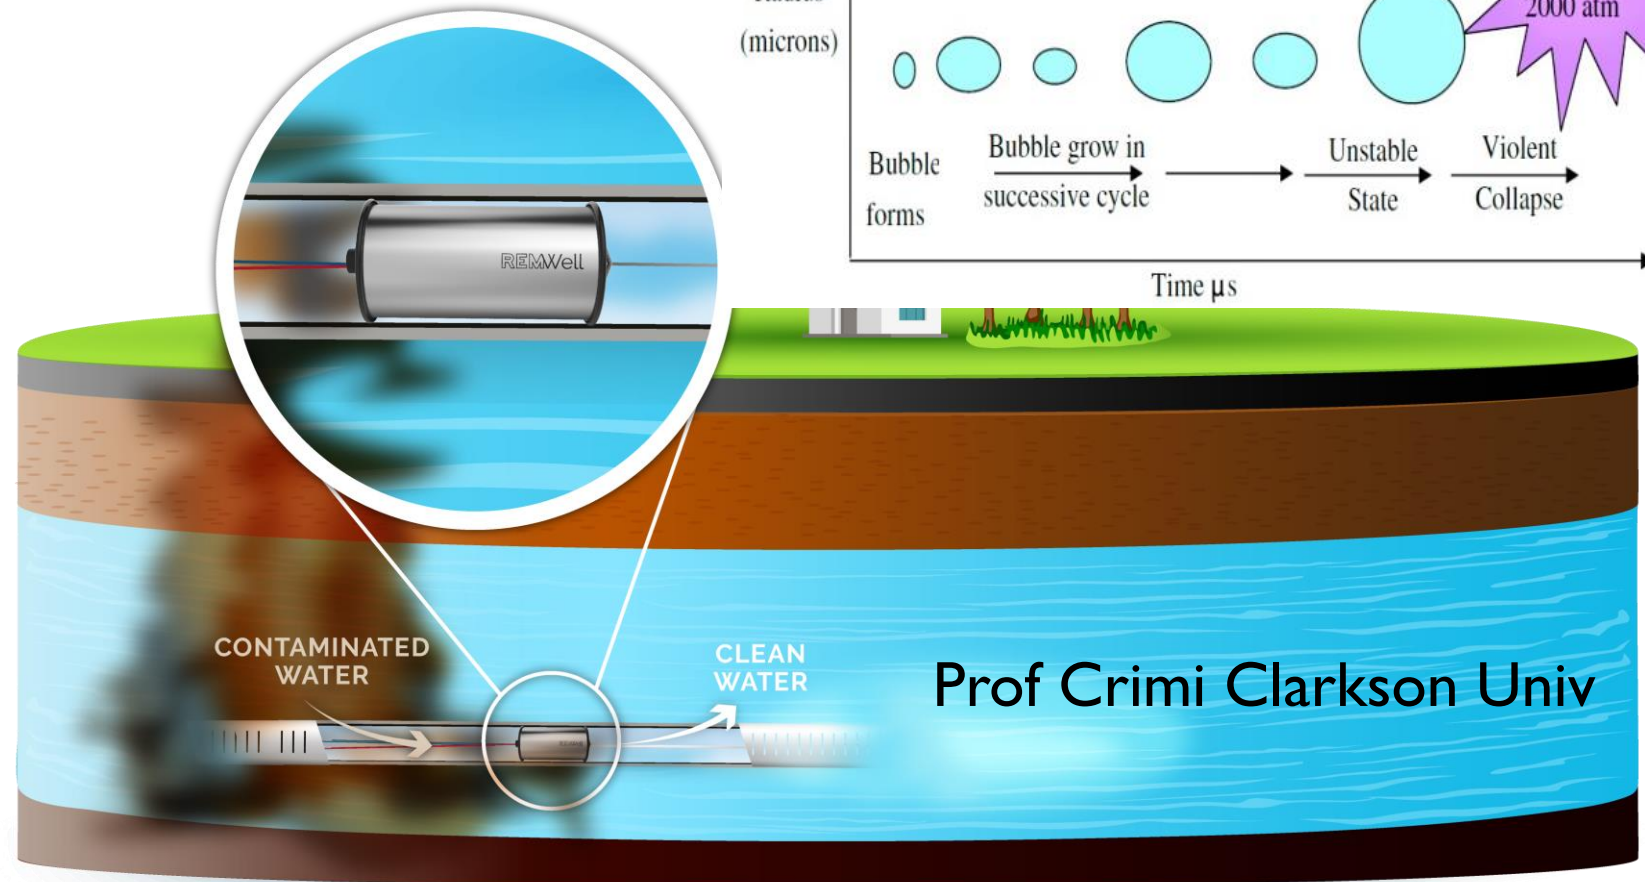 2000 atm
(microns)
Bubble
forms
Bubble grow in
successive cycle
Unstable
State
Violent
Collapse
Time µs
REMWell
CONTAMINATED
WATER
CLEAN
WATER
Prof Crimi Clarkson Univ